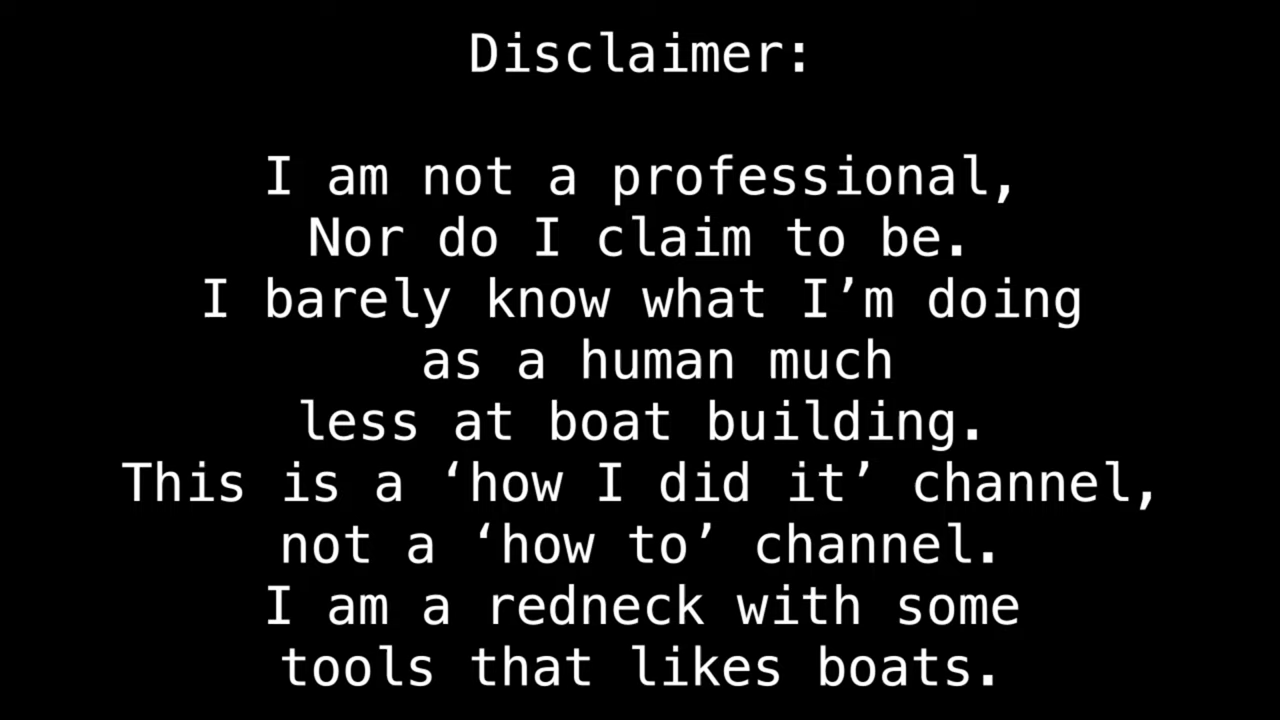 Disclaimer:
I am not a professional,
Nor do I claim to be.
I barely know what I’m doing
as a human much
less at boat building.
This is a ‘how I did it’ channel,
not a ‘how to’ channel.
I am a redneck with some
tools that likes boats.